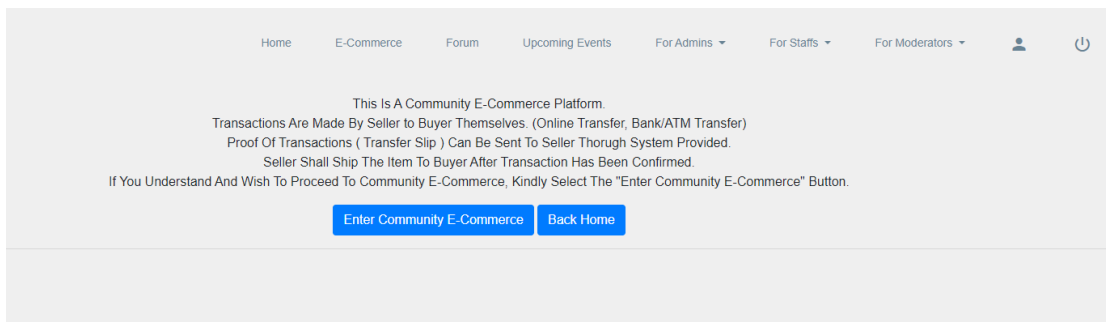 Home E-Commerce Forum Upcoming Events For Admins For Staffs For Moderators
This Is A Community E-Commerce Platform.
Transactions Are Made By Seller to Buyer Themselves. (Online Transfer, Bank/ATM Transfer)
Proof Of Transactions ( Transfer Slip ) Can Be Sent To Seller Thorugh System Provided.
Seller Shall Ship The Item To Buyer After Transaction Has Been Confirmed.
If You Understand And Wish To Proceed To Community E-Commerce, Kindly Select The "Enter Community E-Commerce" Button.
Enter Community E-Commerce Back Home